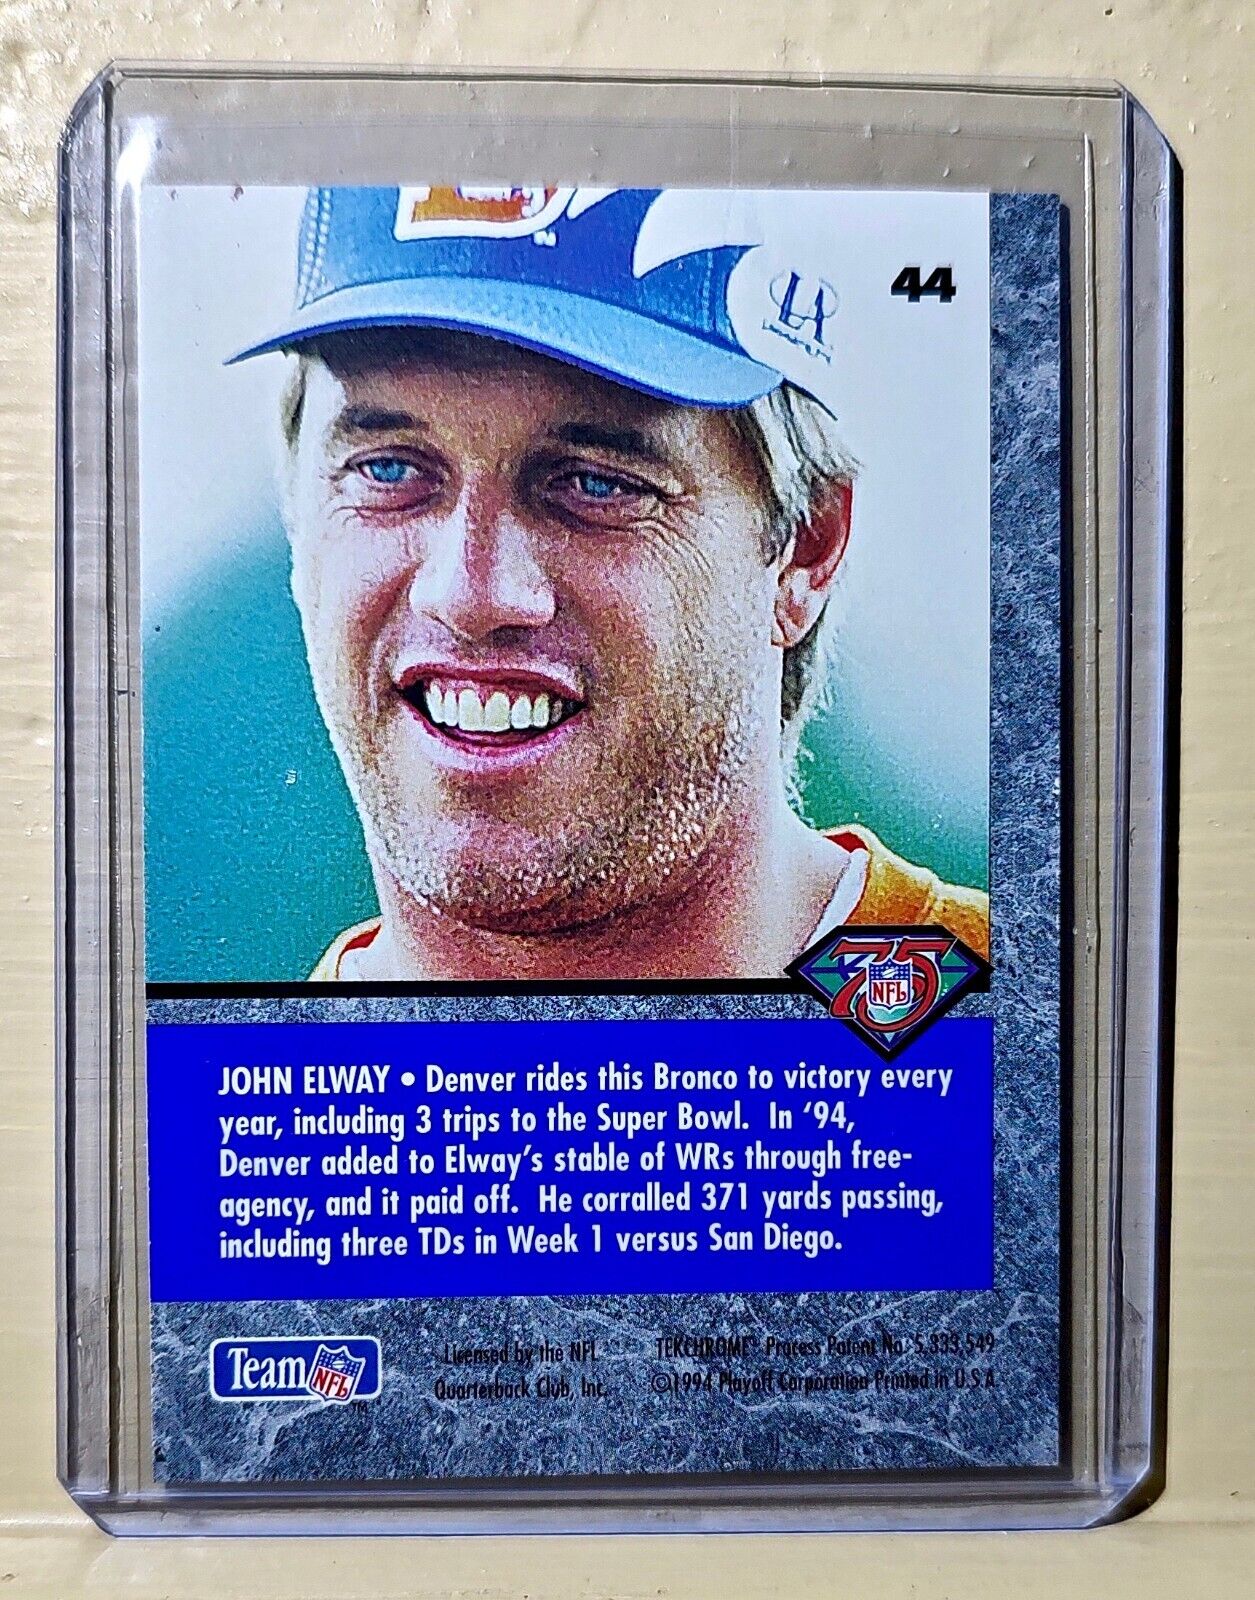 44
75
NFL
JOHN ELWAY • Denver rides this Bronco to victory every
year, including 3 trips to the Super Bowl. In ‘94,
Denver added to Elway’s stable of WRs through free-
agency, and it paid off. He corralled 371 yards passing,
including three TDs in Week 1 versus San Diego.
Team NFL TM
Licensed by the NFL
Quarterback Club, Inc.
TEKCHROME™ Process Patent No. 5,333,549
©1994 Playoff Corporation Printed in U.S.A.